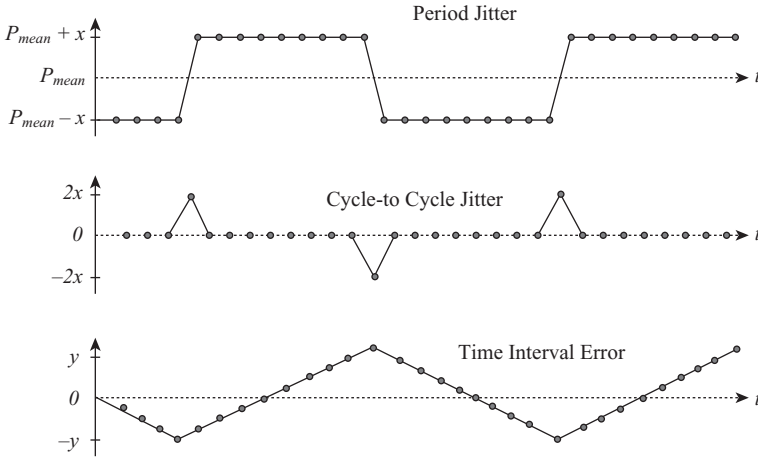 Period Jitter
P_mean + x
P_mean
t
P_mean − x
Cycle-to Cycle Jitter
2x
0
t
−2x
Time Interval Error
y
0
t
−y